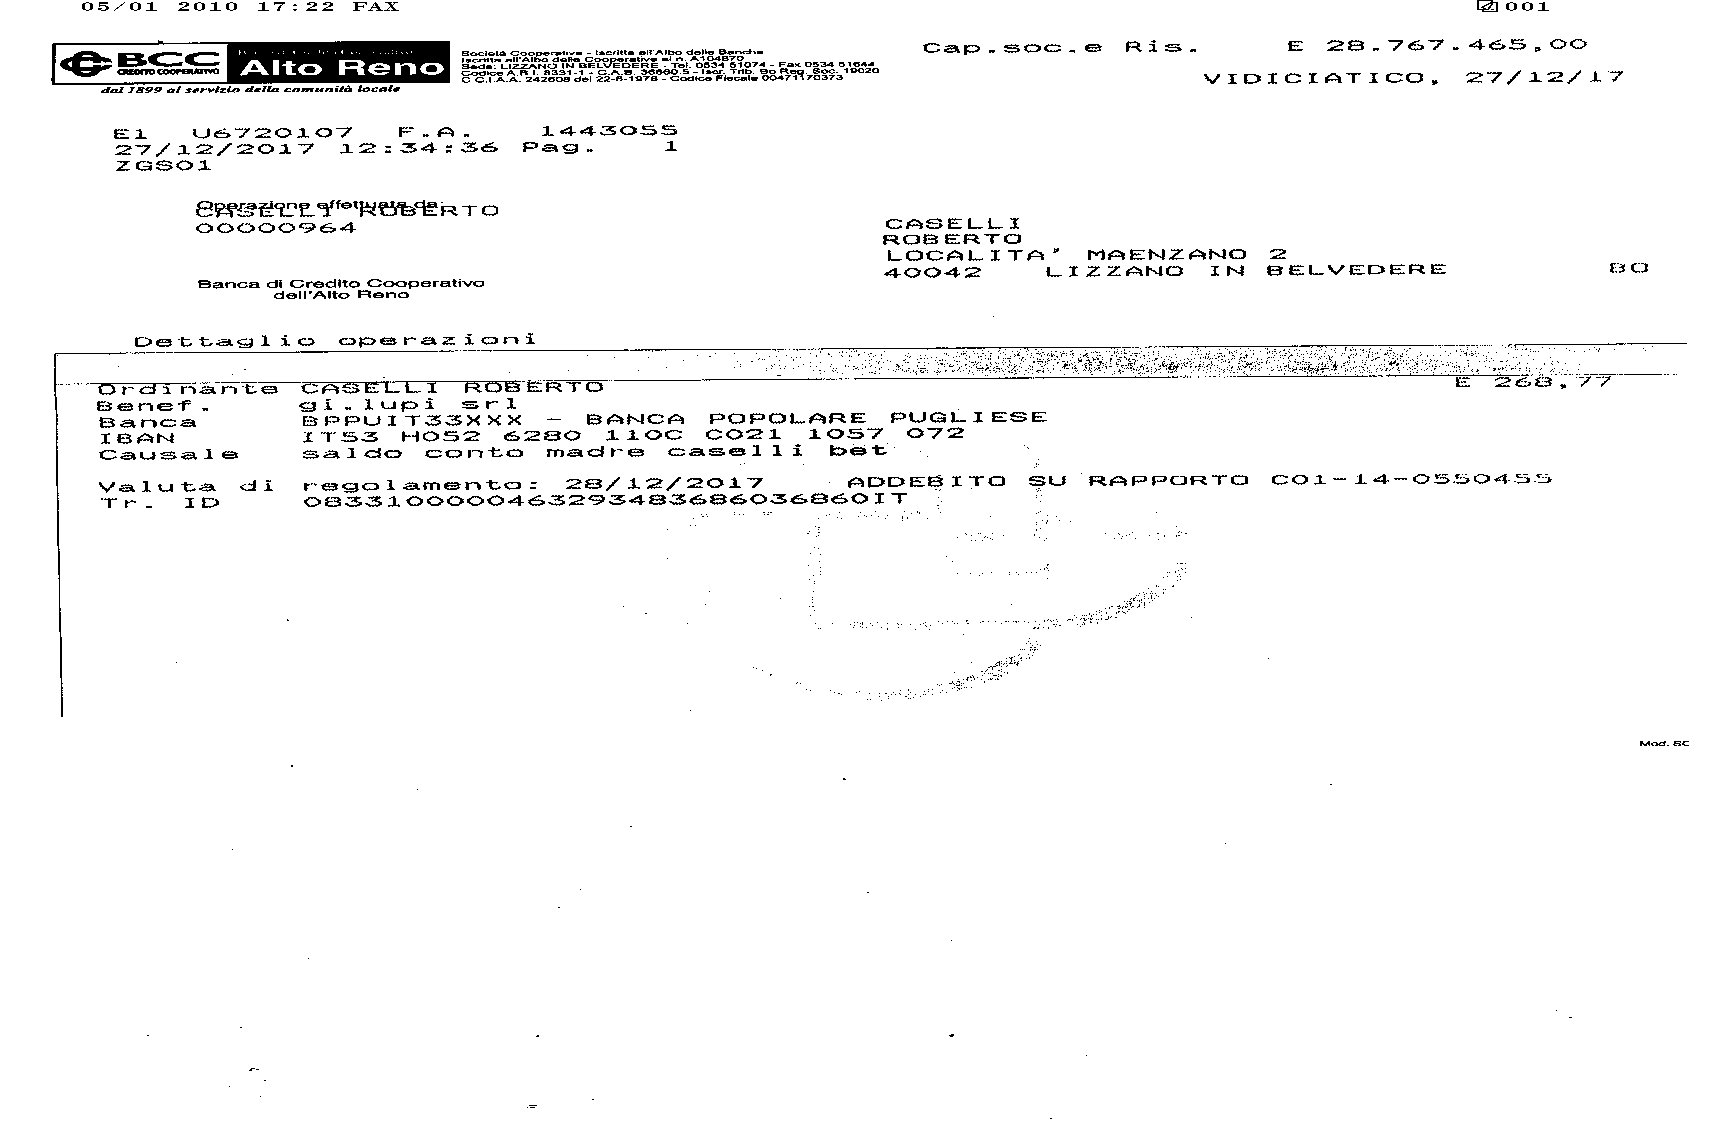 05/01 2010 17:22 FAX 001
BCC
CREDITO COOPERATIVO
Alto Reno
dal 1899 al servizio della comunità locale
Società Cooperativa - Iscritta all'Albo delle Banche
Iscritta all'Albo delle Cooperative al n. A104870
Sede: LIZZANO IN BELVEDERE - Tel. 0534 51074 - Fax 0534 51644
Codice A.B.I. 8331-1 - C.A.B. 36860.5 - Iscr. Trib. Bo Reg. Soc. 19020
C.C.I.A.A. 242608 del 22-6-1978 - Codice Fiscale 00471170373
Cap.soc.e Ris. E 28.767.465,00
VIDICIATICO, 27/12/17
E1 U6720107 F.A. 1443055
27/12/2017 12:34:36 Pag. 1
ZGS01
Operazione effettuata da:
CASELLI ROBERTO
00000964
CASELLI
ROBERTO
LOCALITA' MAENZANO 2
40042 LIZZANO IN BELVEDERE BO
Banca di Credito Cooperativo
dell'Alto Reno
Dettaglio operazioni
Ordinante CASELLI ROBERTO E 268,77
Benef. gi.lupi srl
Banca BPPUIT33XXX - BANCA POPOLARE PUGLIESE
IBAN IT53 H052 6280 110C C021 1057 072
Causale saldo conto madre caselli bet
Valuta di regolamento: 28/12/2017 ADDEBITO SU RAPPORTO C01-14-0550455
Tr. ID 0833100000463293483686036860IT
Mod. BC